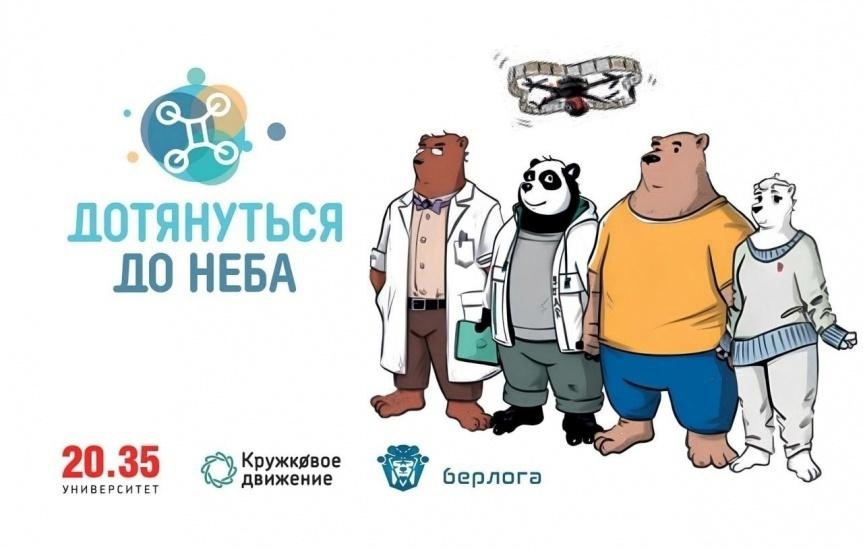 ДОТЯНУТЬСЯ
ДО НЕБА
20.35
УНИВЕРСИТЕТ
Кружковое
движение
берлога